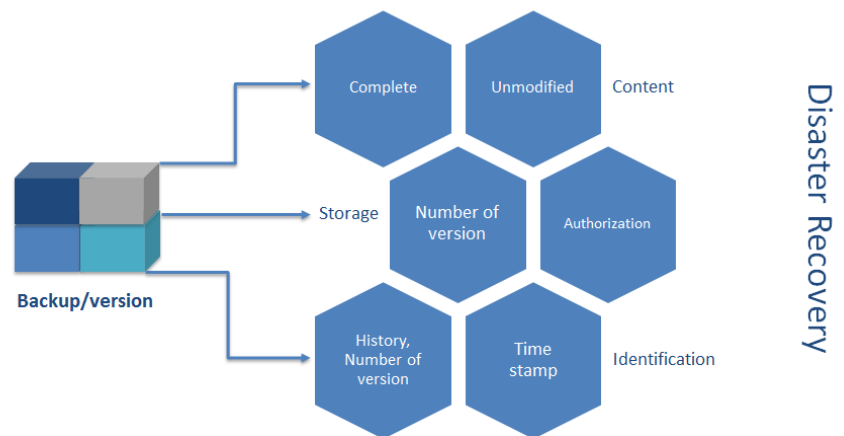 Complete
Unmodified
Content
Storage
Number of
version
Authorization
Backup/version
History,
Number of
version
Time
stamp
Identification
Disaster Recovery